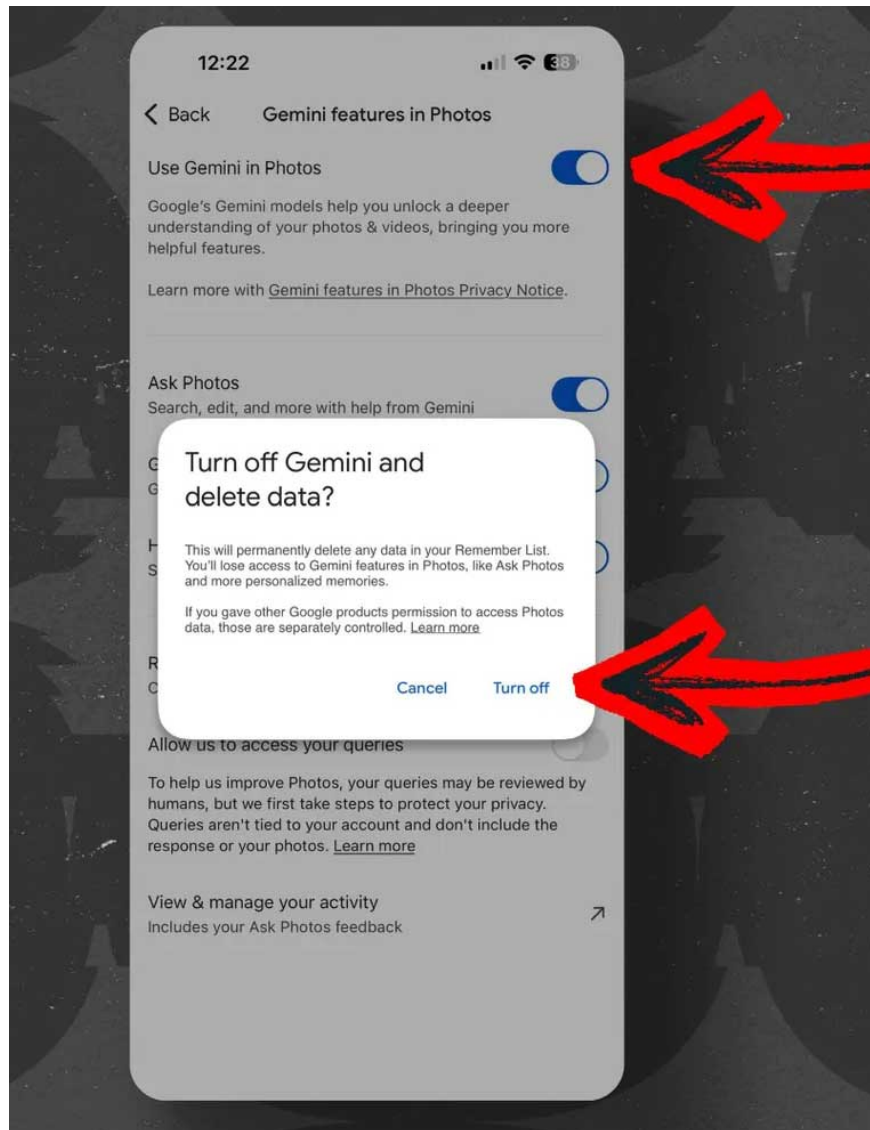 12:22
38
Back
Gemini features in Photos
Use Gemini in Photos
Google's Gemini models help you unlock a deeper
understanding of your photos & videos, bringing you more
helpful features.
Learn more with Gemini features in Photos Privacy Notice.
Ask Photos
Search, edit, and more with help from Gemini
G
G
H
S
R
C
Turn off Gemini and
delete data?
This will permanently delete any data in your Remember List.
You'll lose access to Gemini features in Photos, like Ask Photos
and more personalized memories.
If you gave other Google products permission to access Photos
data, those are separately controlled. Learn more
Cancel
Turn off
Allow us to access your queries
To help us improve Photos, your queries may be reviewed by
humans, but we first take steps to protect your privacy.
Queries aren't tied to your account and don't include the
response or your photos. Learn more
View & manage your activity
Includes your Ask Photos feedback